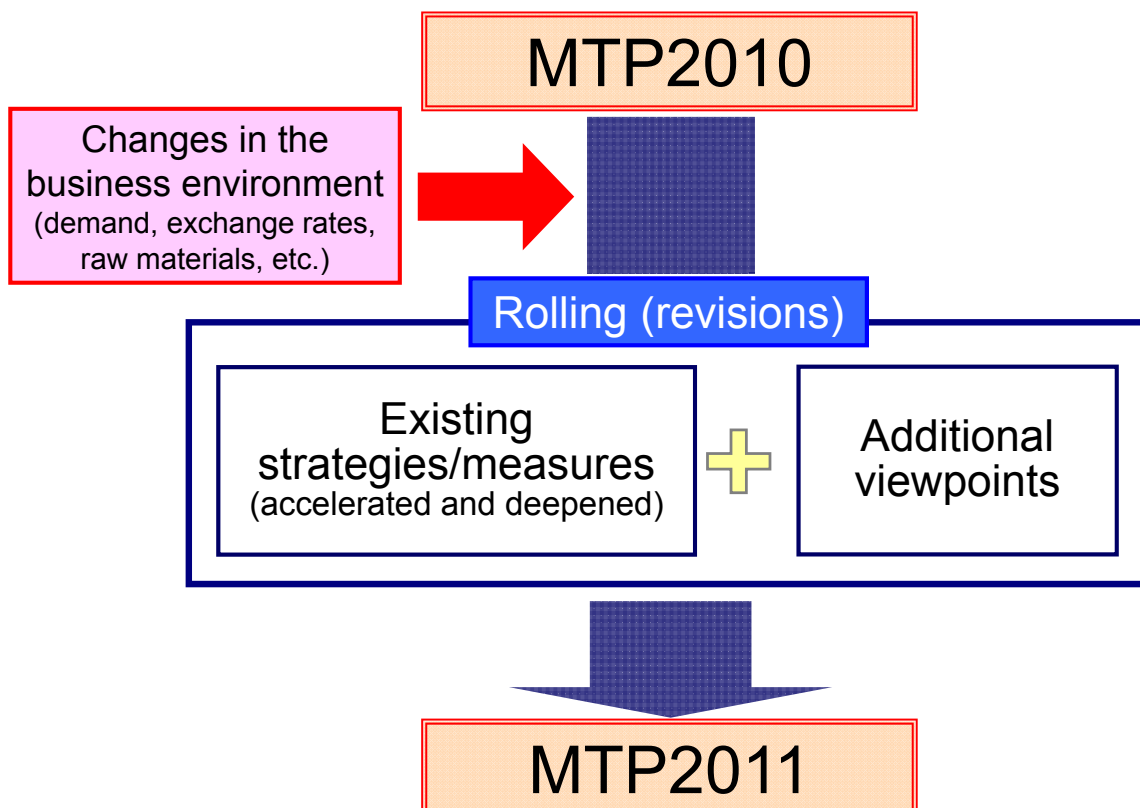 MTP2010
Changes in the
business environment
(demand, exchange rates,
raw materials, etc.)
Rolling (revisions)
Existing
strategies/measures
(accelerated and deepened)
Additional
viewpoints
MTP2011